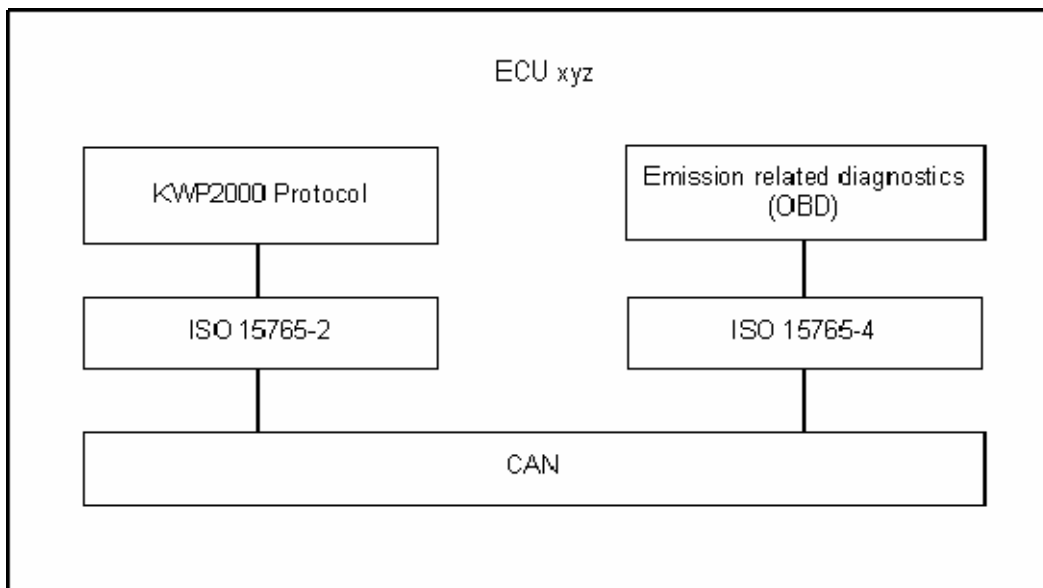 ECU xyz
KWP2000 Protocol
Emission related diagnostics
(OBD)
ISO 15765-2
ISO 15765-4
CAN